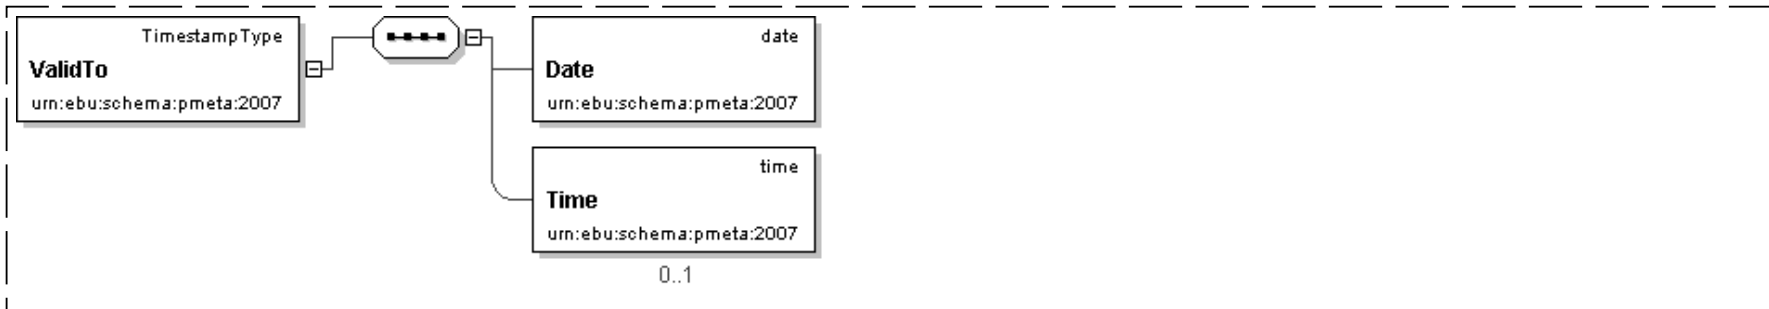 TimestampType
ValidTo
urn:ebu:schema:pmeta:2007
date
Date
urn:ebu:schema:pmeta:2007
time
Time
urn:ebu:schema:pmeta:2007
0..1